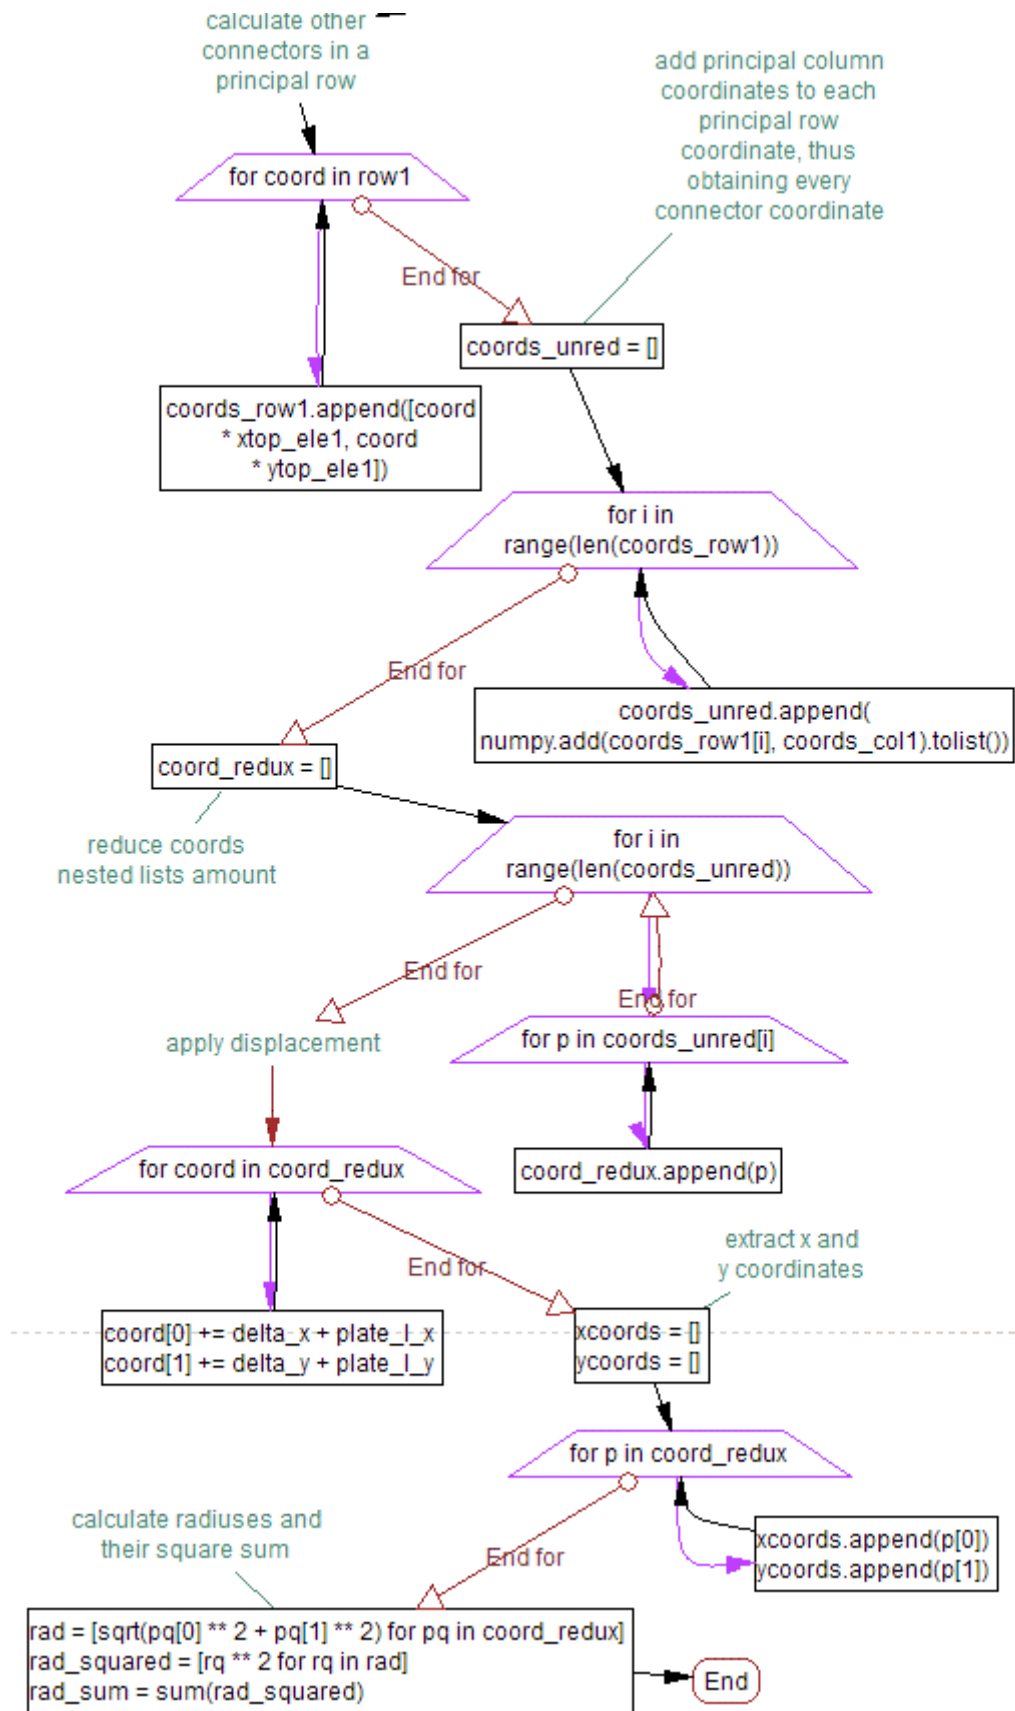 calculate other
connectors in a
principal row
add principal column
coordinates to each
principal row
coordinate, thus
obtaining every
connector coordinate
for coord in row1
End for
coords_unred = []
coords_row1.append([coord
* xtop_ele1, coord
* ytop_ele1])
for i in
range(len(coords_row1))
End for
coords_unred.append(
numpy.add(coords_row1[i], coords_col1).tolist())
coord_redux = []
reduce coords
nested lists amount
for i in
range(len(coords_unred))
End for
End for
apply displacement
for p in coords_unred[i]
coord_redux.append(p)
for coord in coord_redux
End for
extract x and
y coordinates
coord[0] += delta_x + plate_l_x
coord[1] += delta_y + plate_l_y
xcoords = []
ycoords = []
for p in coord_redux
xcoords.append(p[0])
ycoords.append(p[1])
calculate radiuses and
their square sum
End for
rad = [sqrt(pq[0] ** 2 + pq[1] ** 2) for pq in coord_redux]
rad_squared = [rq ** 2 for rq in rad]
rad_sum = sum(rad_squared)
End